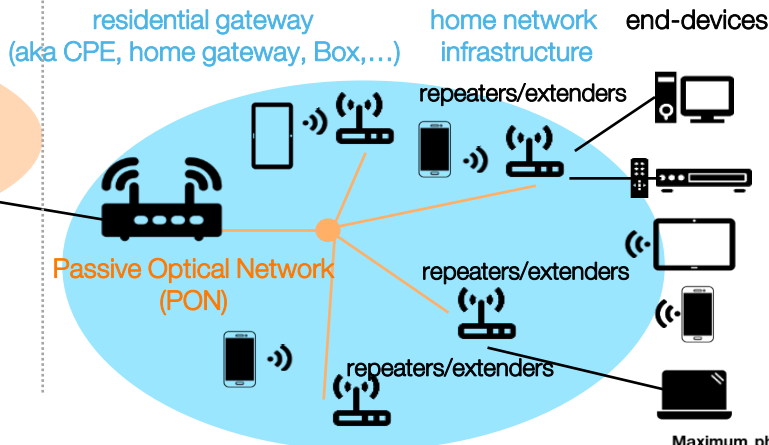 residential gateway
(aka CPE, home gateway, Box,…)
home network
infrastructure
end-devices
repeaters/extenders
Passive Optical Network
(PON)
repeaters/extenders
repeaters/extenders
Maximum